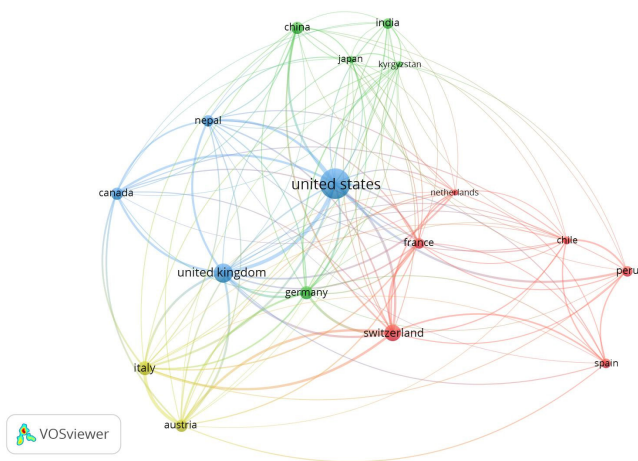 china
india
japan
kyrgyzstan
nepal
united states
canada
netherlands
france
chile
united kingdom
peru
germany
switzerland
spain
italy
austria
VOSviewer